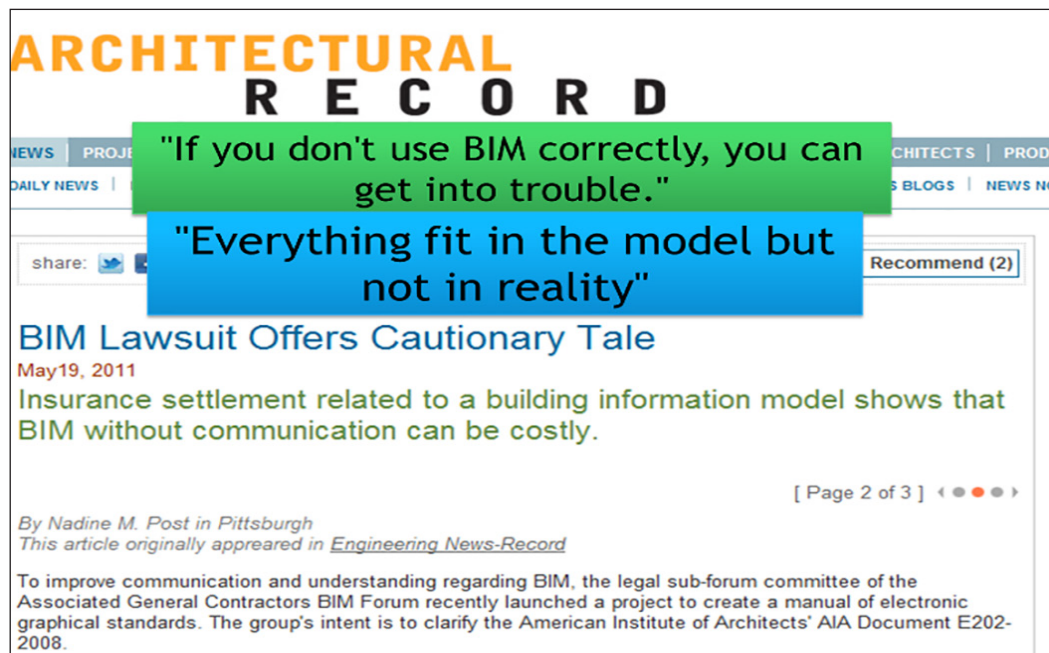 ARCHITECTURAL
RECORD
"If you don't use BIM correctly, you can
get into trouble."
NEWS | PROJE CHITECTS | PROD
DAILY NEWS | S BLOGS | NEWS N
"Everything fit in the model but
not in reality"
share: Recommend (2)
BIM Lawsuit Offers Cautionary Tale
May19, 2011
Insurance settlement related to a building information model shows that
BIM without communication can be costly.
[ Page 2 of 3 ]
By Nadine M. Post in Pittsburgh
This article originally appreared in Engineering News-Record
To improve communication and understanding regarding BIM, the legal sub-forum committee of the
Associated General Contractors BIM Forum recently launched a project to create a manual of electronic
graphical standards. The group's intent is to clarify the American Institute of Architects' AIA Document E202-
2008.